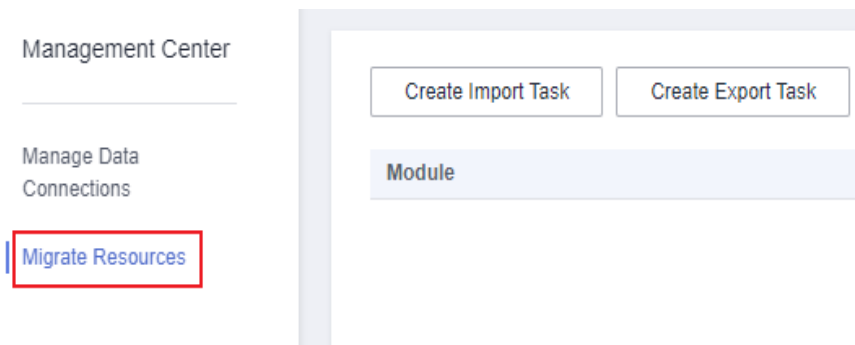 Management Center
Create Import Task
Create Export Task
Manage Data
Connections
Module
Migrate Resources